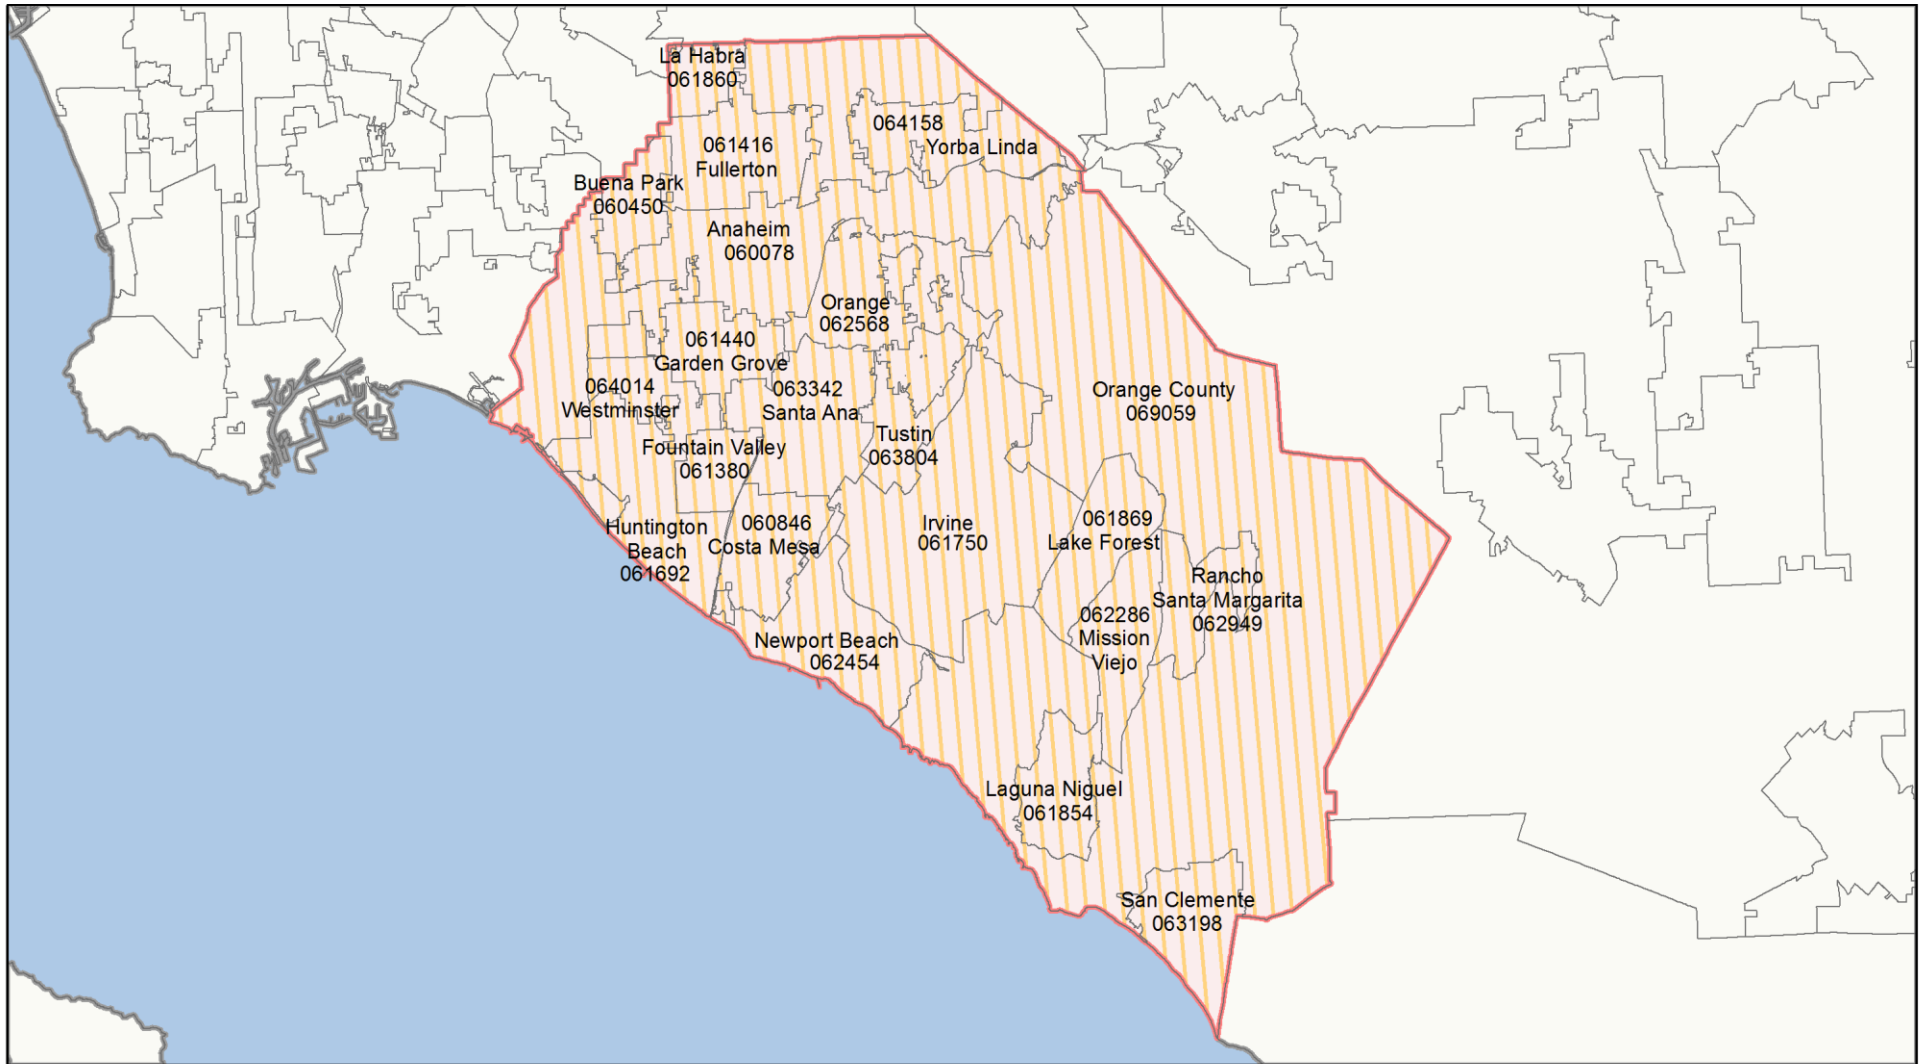 La Habra
061860
064158
Yorba Linda
061416
Fullerton
Buena Park
060450
Anaheim
060078
Orange
062568
061440
Garden Grove
064014
Westminster
063342
Santa Ana
Orange County
069059
Tustin
063804
Fountain Valley
061380
Huntington
Beach
061692
060846
Costa Mesa
Irvine
061750
061869
Lake Forest
Rancho
Santa Margarita
062949
062286
Mission
Viejo
Newport Beach
062454
Laguna Niguel
061854
San Clemente
063198